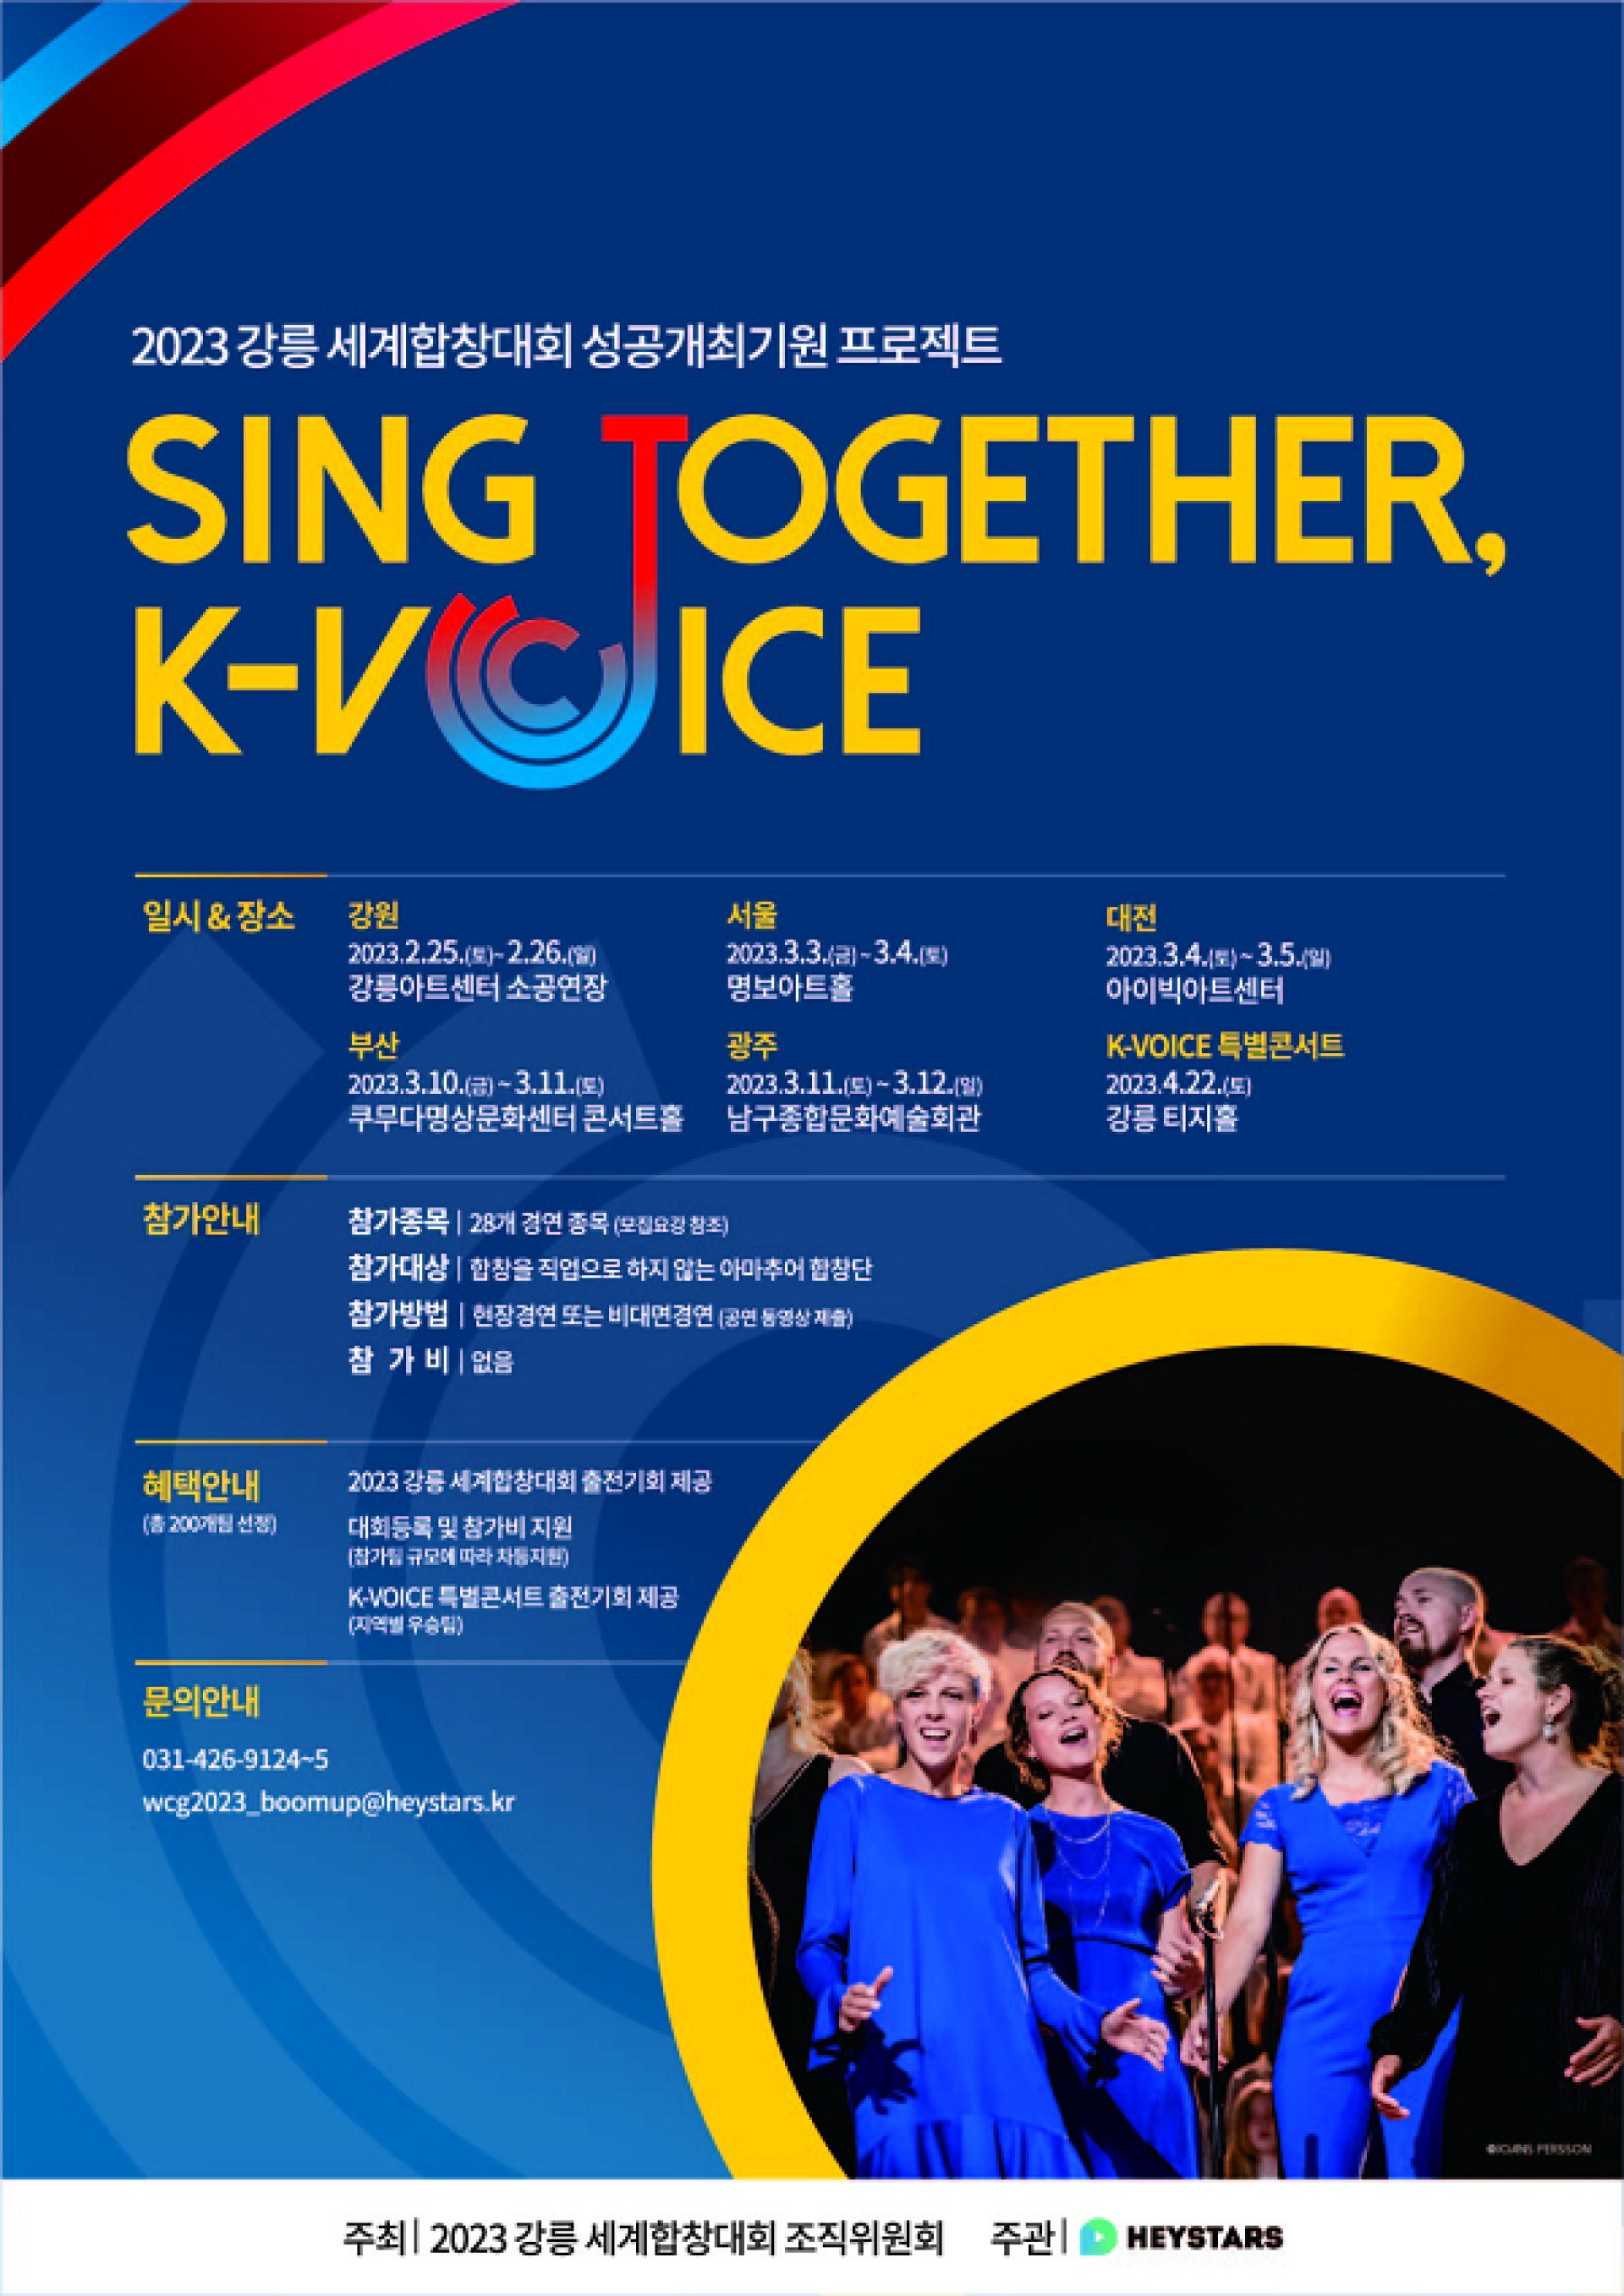 2023 강릉 세계합창대회 성공개최기원 프로젝트
SING TOGETHER,
K-VOICE
일시 & 장소
강원
2023.2.25.(토)~2.26.(일)
강릉아트센터 소공연장
서울
2023.3.3.(금)~3.4.(토)
명보아트홀
대전
2023.3.4.(토)~3.5.(일)
아이빅아트센터
부산
2023.3.10.(금)~3.11.(토)
쿠무다명상문화센터 콘서트홀
광주
2023.3.11.(토)~3.12.(일)
남구종합문화예술회관
K-VOICE 특별콘서트
2023.4.22.(토)
강릉 티지홀
참가안내
참가종목 | 28개 경연 종목 (모집요강 참조)
참가대상 | 합창을 직업으로 하지 않는 아마추어 합창단
참가방법 | 현장경연 또는 비대면경연 (공연 동영상 제출)
참 가 비 | 없음
혜택안내
(총 200개팀 선정)
2023 강릉 세계합창대회 출전기회 제공
대회등록 및 참가비 지원
(참가팀 규모에 따라 차등지원)
K-VOICE 특별콘서트 출전기회 제공
(지역별 우승팀)
문의안내
031-426-9124~5
wcg2023_boomup@heystars.kr
PERSSON
주최 | 2023 강릉 세계합창대회 조직위원회 주관 | HEYSTARS